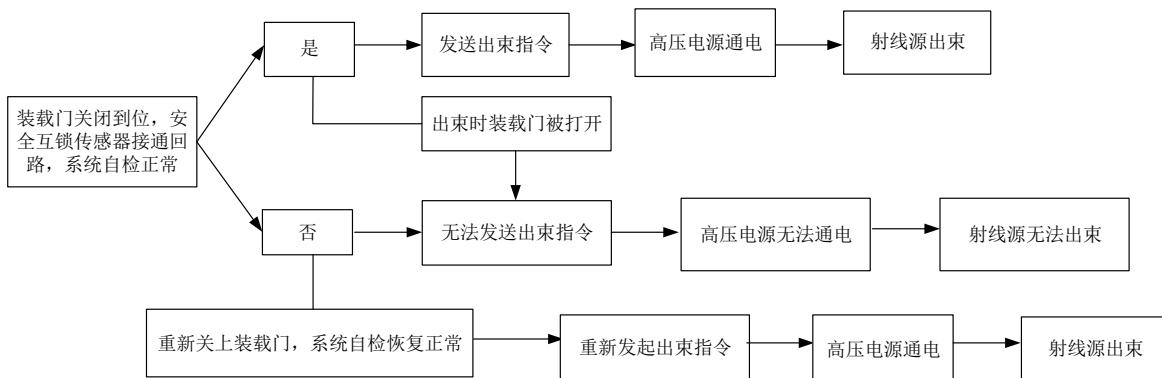 是
发送出束指令
高压电源通电
射线源出束
装载门关闭到位，安
全互锁传感器接通回
路，系统自检正常
出束时装载门被打开
否
无法发送出束指令
高压电源无法通电
射线源无法出束
重新关上装载门，系统自检恢复正常
重新发起出束指令
高压电源通电
射线源出束